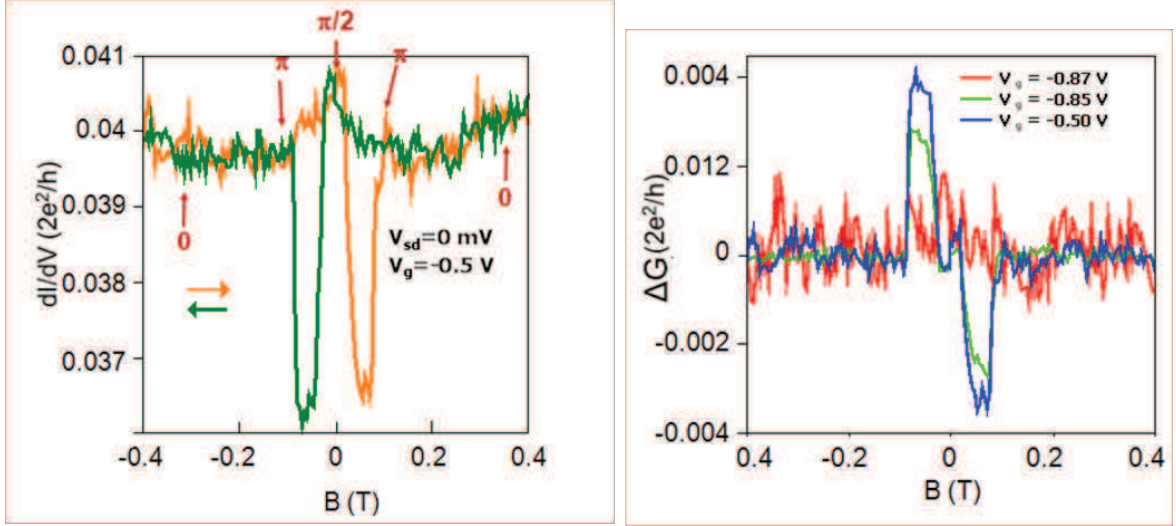 π/2
π
π
0.041
0.04
0.039
0.038
0.037
0
0
V_sd=0 mV
V_g=-0.5 V
dI/dV (2e²/h)
-0.4
-0.2
0
0.2
0.4
B (T)
0.004
0.012
0
-0.002
-0.004
V_g = -0.87 V
V_g = -0.85 V
V_g = -0.50 V
ΔG(2e²/h)
0.4
-0.2
0
0.2
0.4
B (T)